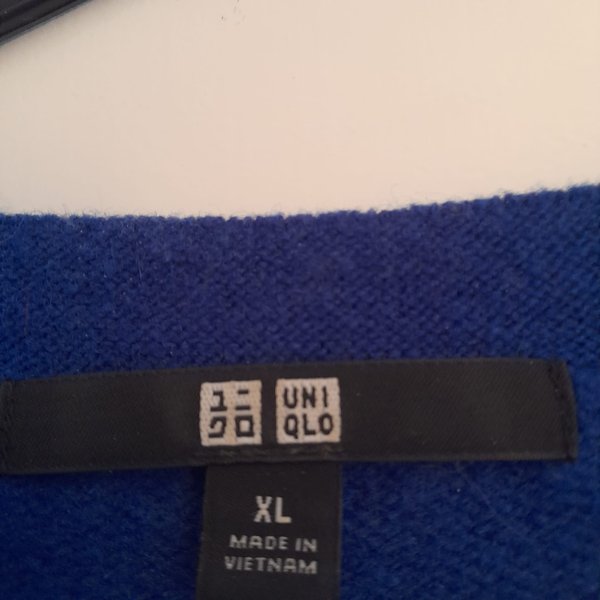 ユニ UNI
クロ QLO
XL
MADE IN
VIETNAM